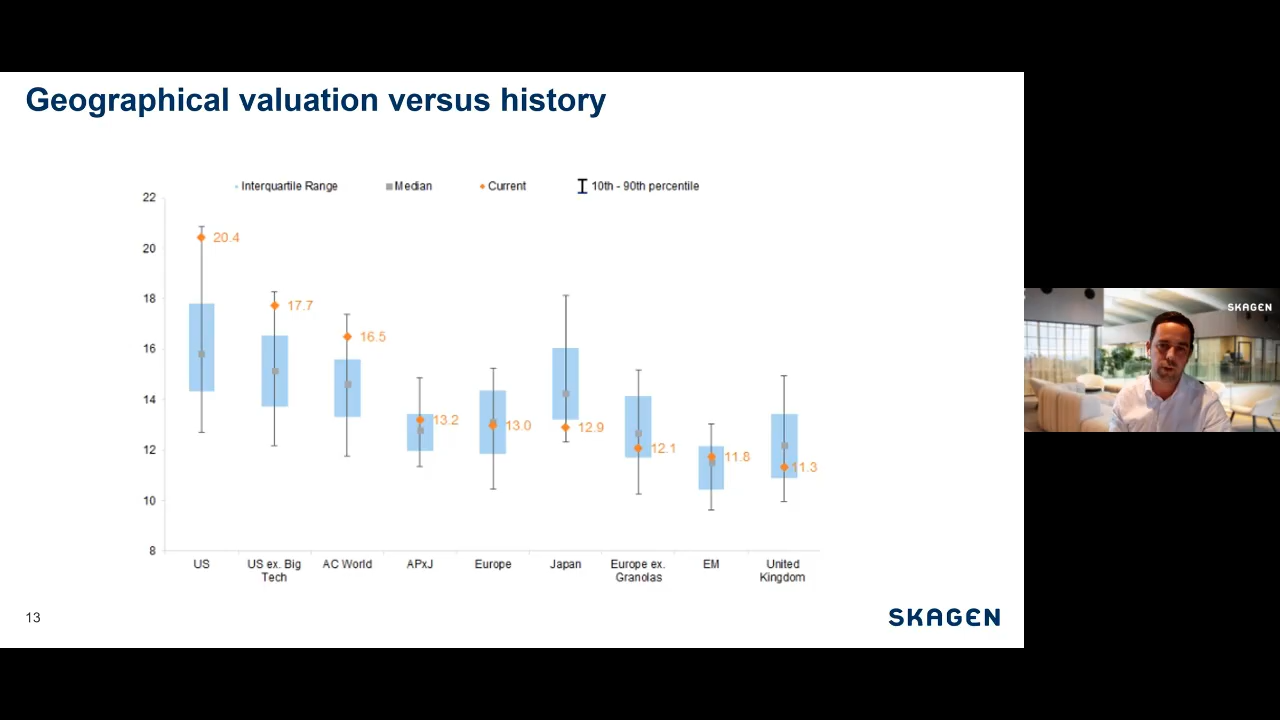 Geographical valuation versus history
Interquartile Range Median Current 10th - 90th percentile
22
20
18
16
14
12
10
8
20.4
17.7
16.5
13.2
13.0
12.9
12.1
11.8
11.3
US
US ex. Big
Tech
AC World
APxJ
Europe
Japan
Europe ex.
Granolas
EM
United
Kingdom
13
SKAGEN
SKAGEN